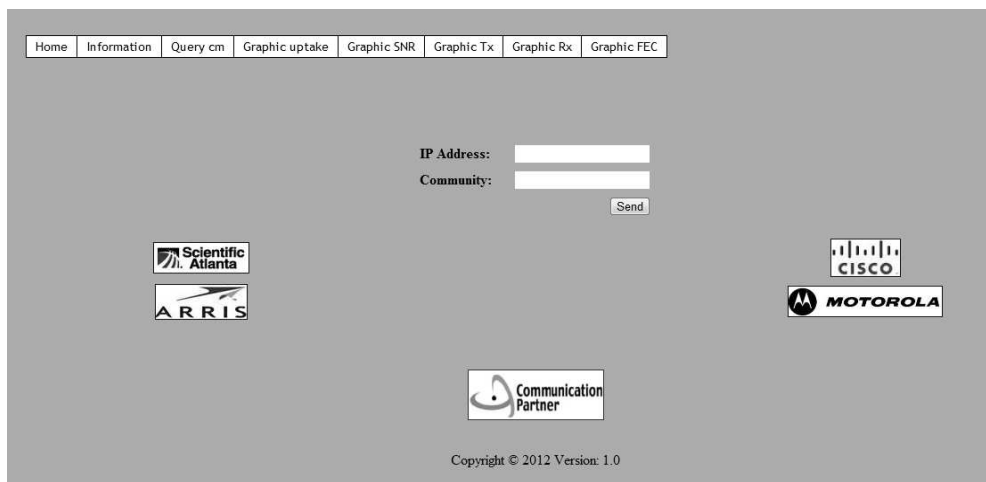 Home Information Query cm Graphic uptake Graphic SNR Graphic Tx Graphic Rx Graphic FEC
IP Address:
Community:
Send
Scientific
Atlanta
CISCO
ARRIS
MOTOROLA
Communication
Partner
Copyright © 2012 Version: 1.0